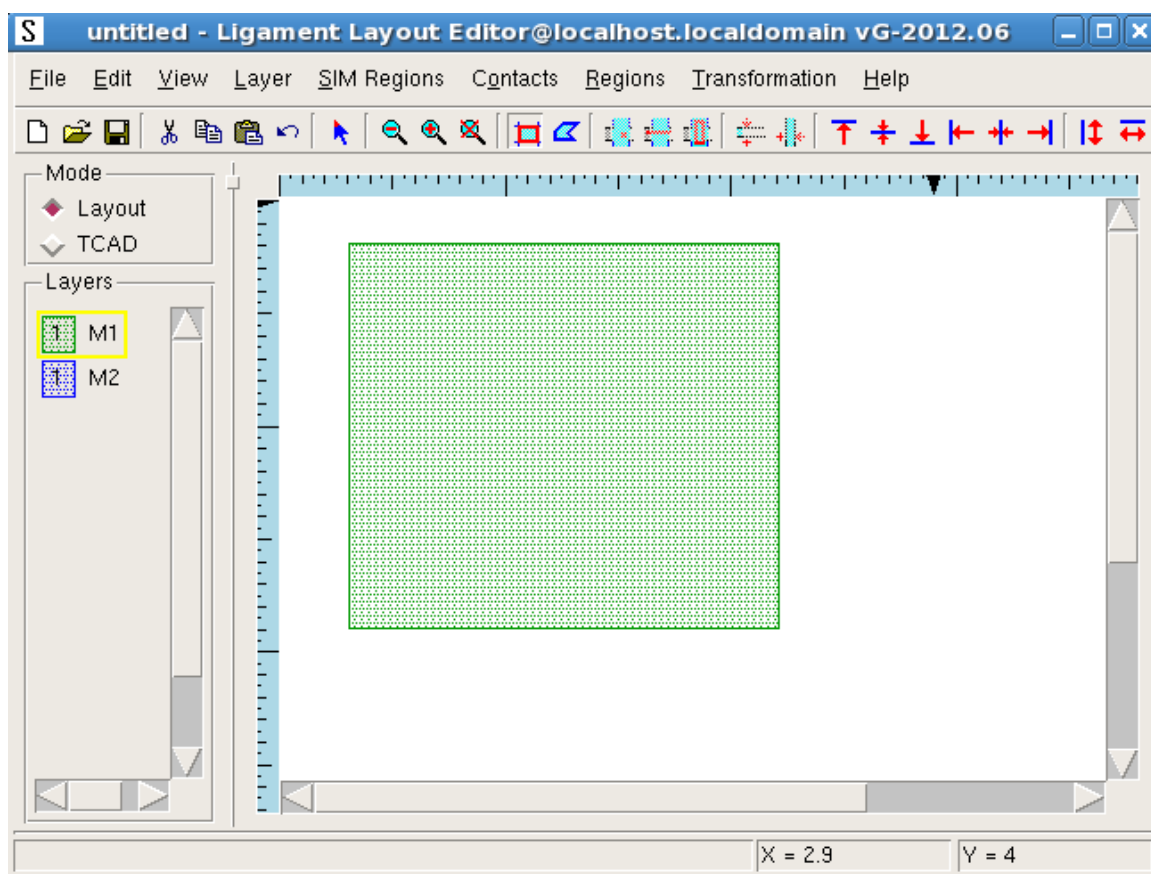 S untitled - Ligament Layout Editor@localhost.localdomain vG-2012.06
File Edit View Layer SIM Regions Contacts Regions Transformation Help
Mode
Layout
TCAD
Layers
1 M1
1 M2
X = 2.9 Y = 4